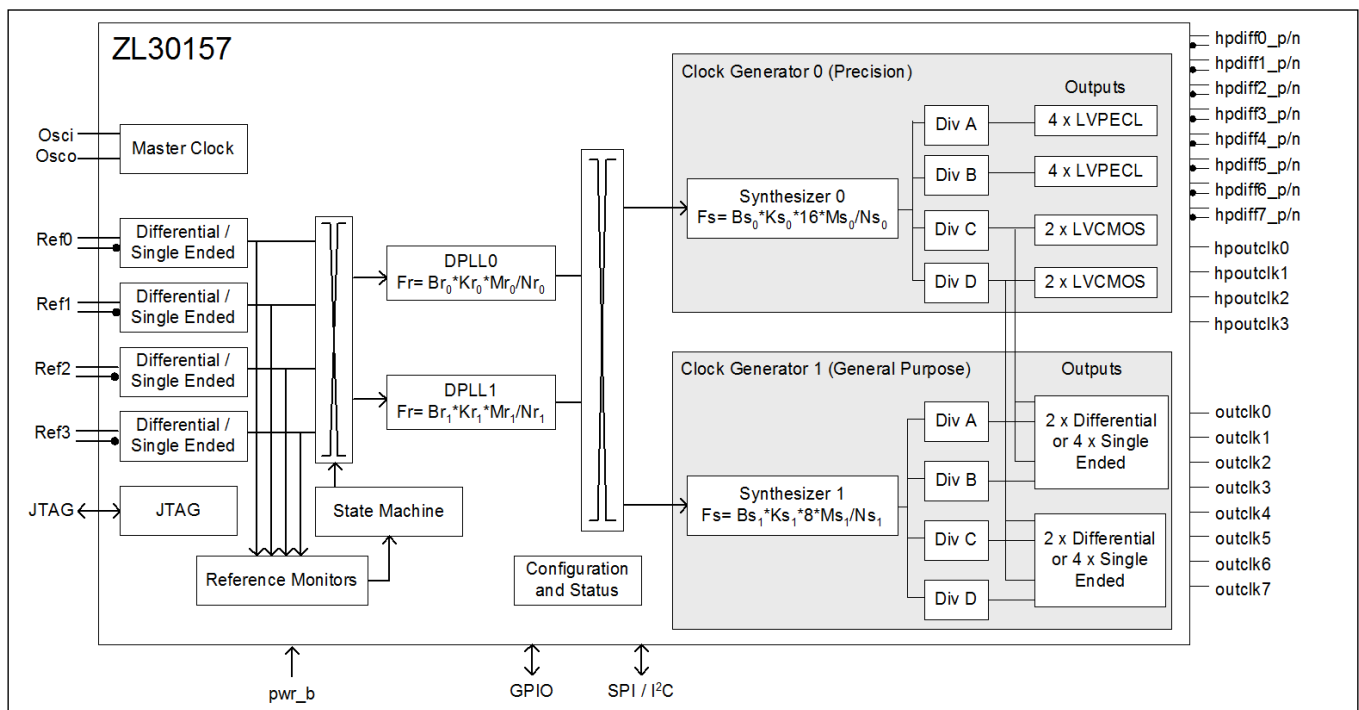 ZL30157
Osci
Osco
Master Clock
Ref0
Differential /
Single Ended
Ref1
Differential /
Single Ended
Ref2
Differential /
Single Ended
Ref3
Differential /
Single Ended
JTAG
JTAG
State Machine
Reference Monitors
DPLL0
Fr= Br₀*Kr₀*Mr₀/Nr₀
DPLL1
Fr= Br₁*Kr₁*Mr₁/Nr₁
Configuration
and Status
Clock Generator 0 (Precision)
Outputs
Synthesizer 0
Fs= Bs₀*Ks₀*16*Ms₀/Ns₀
Div A
4 x LVPECL
Div B
4 x LVPECL
Div C
2 x LVCMOS
Div D
2 x LVCMOS
Clock Generator 1 (General Purpose)
Outputs
Synthesizer 1
Fs= Bs₁*Ks₁*8*Ms₁/Ns₁
Div A
Div B
Div C
Div D
2 x Differential
or 4 x Single
Ended
2 x Differential
or 4 x Single
Ended
hpdiff0_p/n
hpdiff1_p/n
hpdiff2_p/n
hpdiff3_p/n
hpdiff4_p/n
hpdiff5_p/n
hpdiff6_p/n
hpdiff7_p/n
hpoutclk0
hpoutclk1
hpoutclk2
hpoutclk3
outclk0
outclk1
outclk2
outclk3
outclk4
outclk5
outclk6
outclk7
pwr_b
GPIO
SPI / I²C